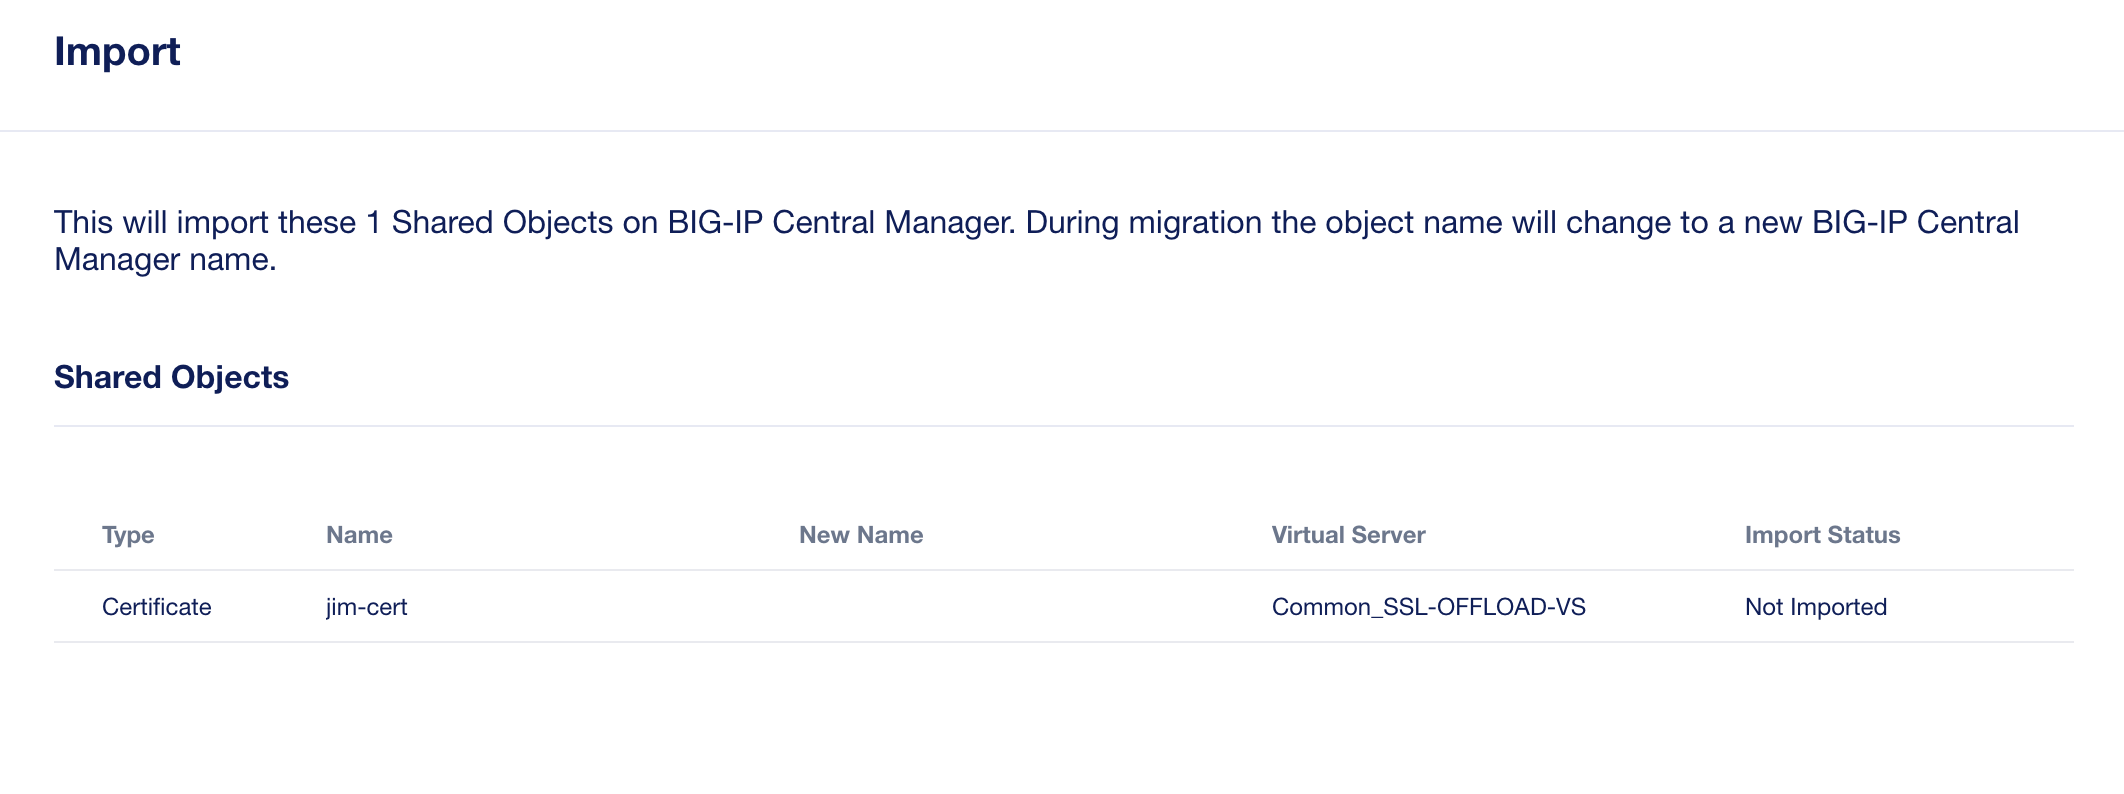 Import
This will import these 1 Shared Objects on BIG-IP Central Manager. During migration the object name will change to a new BIG-IP Central
Manager name.
Shared Objects
Type Name New Name Virtual Server Import Status
Certificate jim-cert Common_SSL-OFFLOAD-VS Not Imported